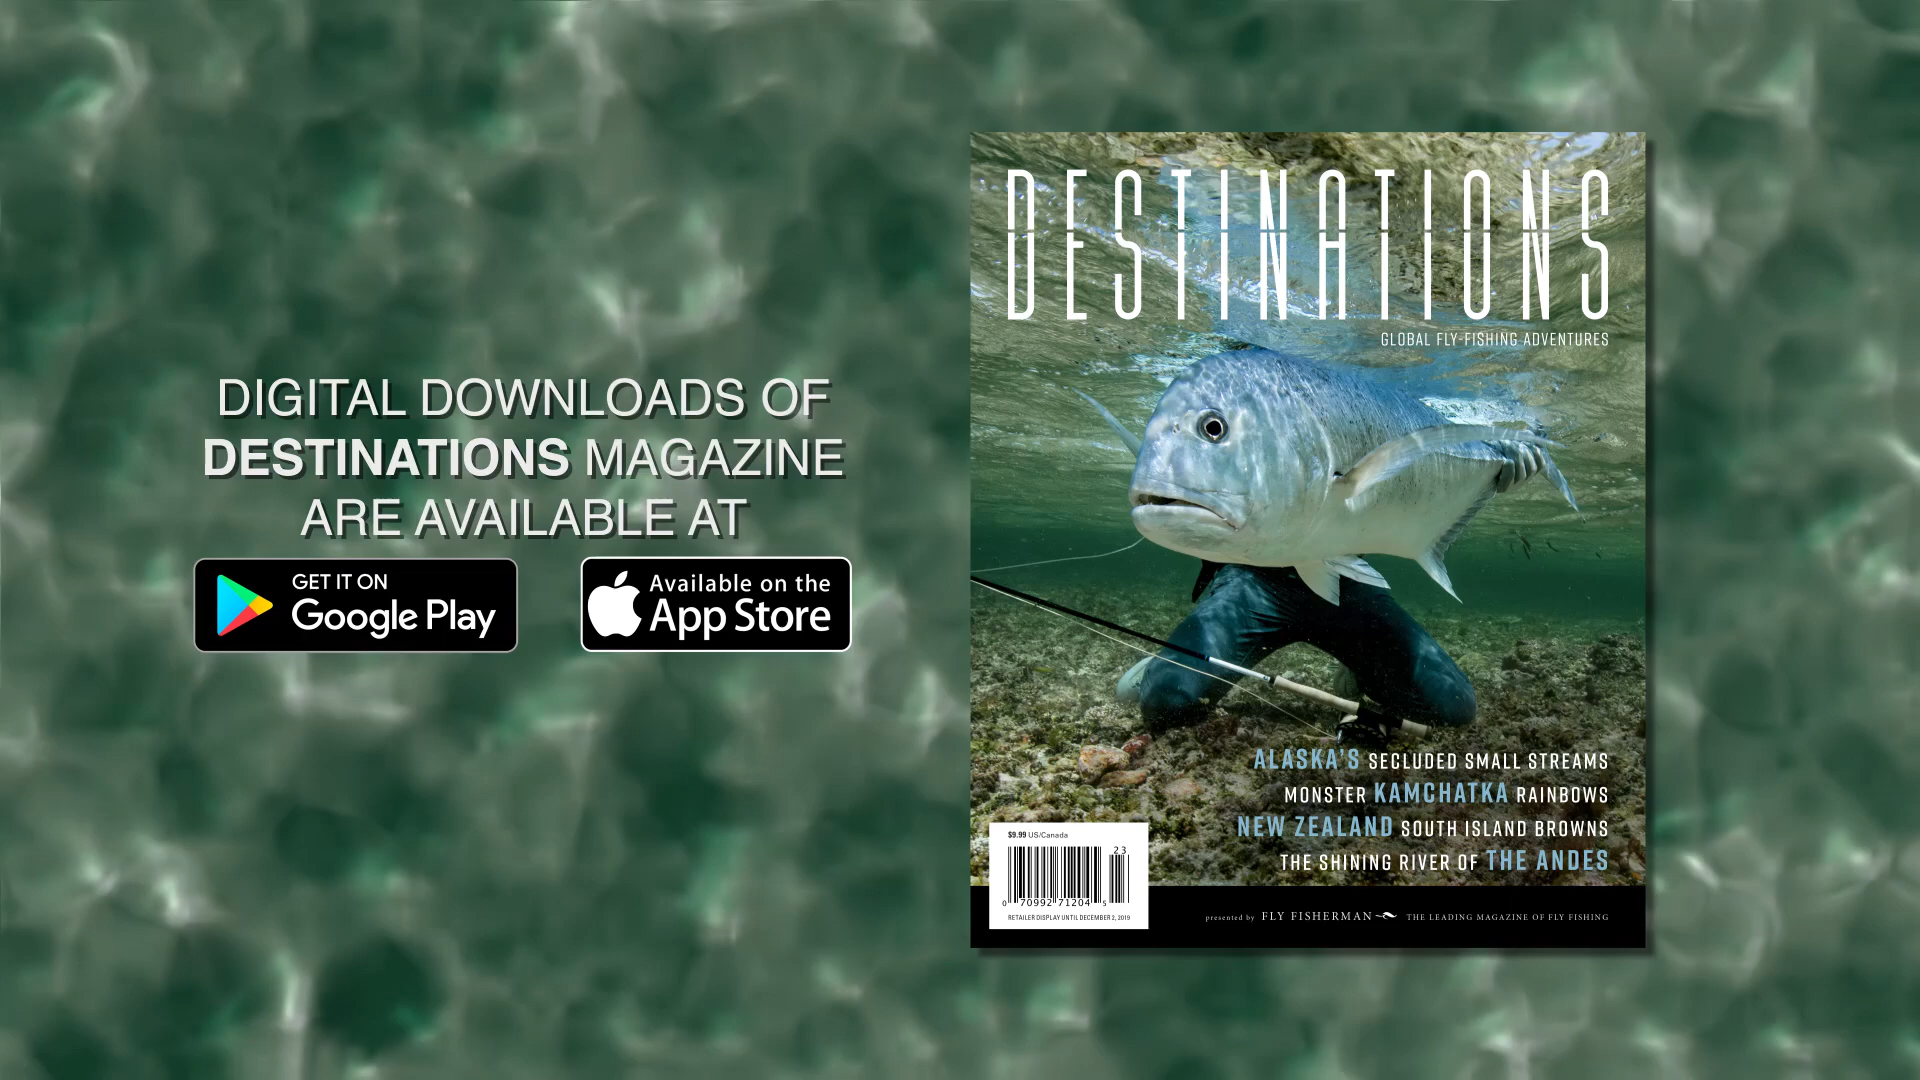 DIGITAL DOWNLOADS OF
DESTINATIONS MAGAZINE
ARE AVAILABLE AT
GET IT ON
Google Play
Available on the
App Store
DESTINATIONS
GLOBAL FLY-FISHING ADVENTURES
ALASKA'S SECLUDED SMALL STREAMS
MONSTER KAMCHATKA RAINBOWS
NEW ZEALAND SOUTH ISLAND BROWNS
THE SHINING RIVER OF THE ANDES
$9.99 US/Canada
23
0 70992 71204 5
RETAILER DISPLAY UNTIL DECEMBER 2, 2019
presented by FLY FISHERMAN THE LEADING MAGAZINE OF FLY FISHING